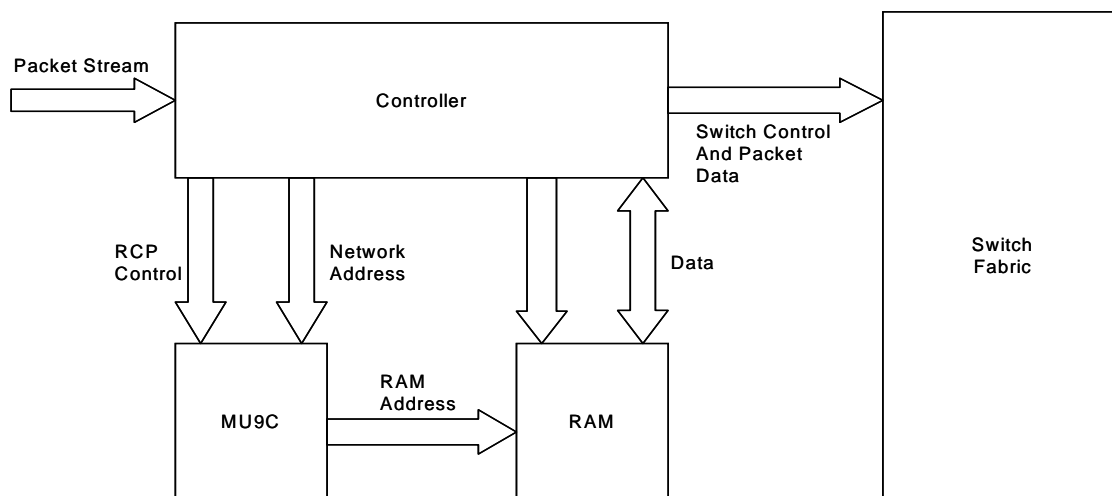 Packet Stream
Controller
Switch Control
And Packet
Data
RCP
Control
Network
Address
Data
Switch
Fabric
RAM
Address
MU9C
RAM